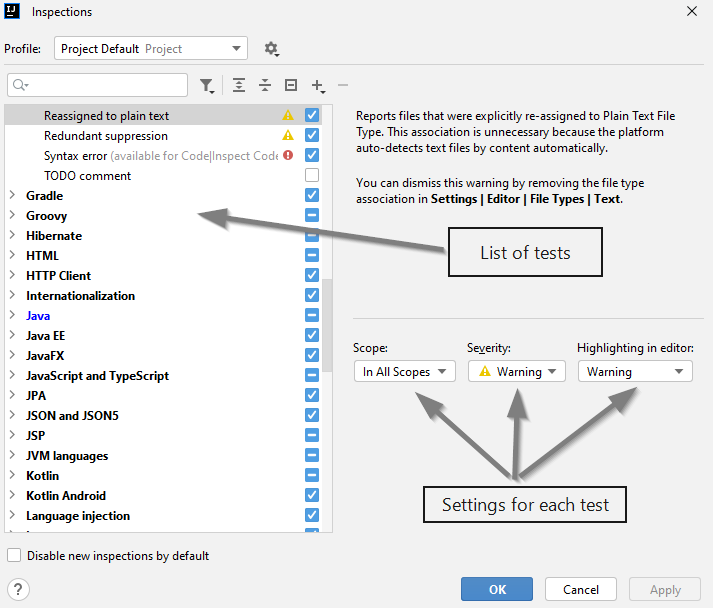 Inspections
Profile:
Project Default Project
Reassigned to plain text
Redundant suppression
Syntax error (available for Code|Inspect Code
TODO comment
Gradle
Groovy
Hibernate
HTML
HTTP Client
Internationalization
Java
Java EE
JavaFX
JavaScript and TypeScript
JPA
JSON and JSON5
JSP
JVM languages
Kotlin
Kotlin Android
Language injection
Reports files that were explicitly re-assigned to Plain Text File
Type. This association is unnecessary because the platform
auto-detects text files by content automatically.
You can dismiss this warning by removing the file type
association in Settings | Editor | File Types | Text.
List of tests
Scope:
Severity:
Highlighting in editor:
In All Scopes
Warning
Warning
Settings for each test
Disable new inspections by default
?
OK
Cancel
Apply